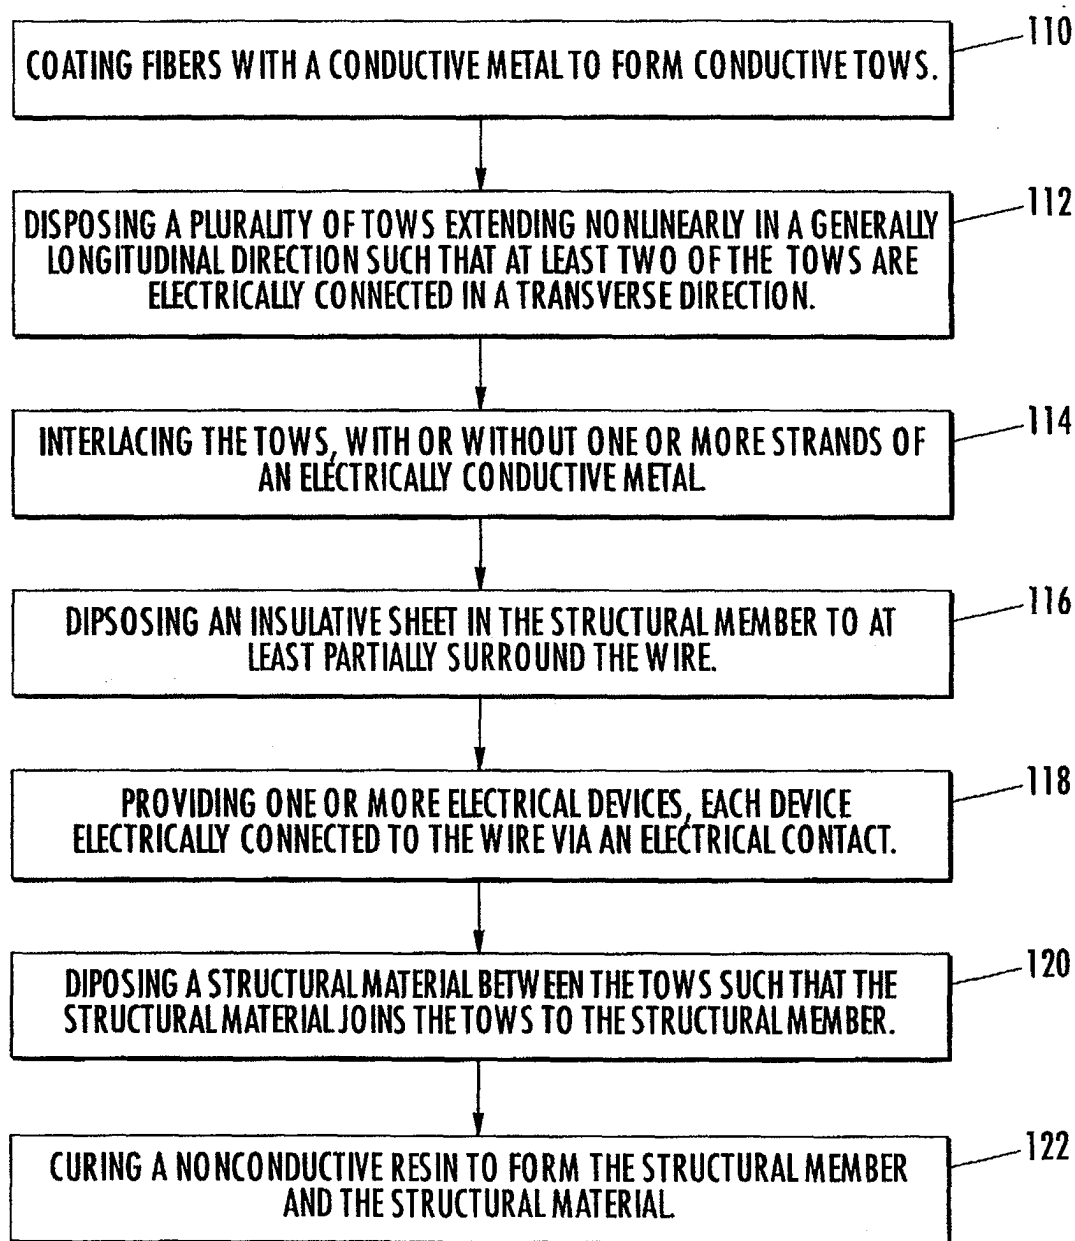 110
COATING FIBERS WITH A CONDUCTIVE METAL TO FORM CONDUCTIVE TOWS.
112
DISPOSING A PLURALITY OF TOWS EXTENDING NONLINEARLY IN A GENERALLY
LONGITUDINAL DIRECTION SUCH THAT AT LEAST TWO OF THE TOWS ARE
ELECTRICALLY CONNECTED IN A TRANSVERSE DIRECTION.
114
INTERLACING THE TOWS, WITH OR WITHOUT ONE OR MORE STRANDS OF
AN ELECTRICALLY CONDUCTIVE METAL.
116
DIPSOSING AN INSULATIVE SHEET IN THE STRUCTURAL MEMBER TO AT
LEAST PARTIALLY SURROUND THE WIRE.
118
PROVIDING ONE OR MORE ELECTRICAL DEVICES, EACH DEVICE
ELECTRICALLY CONNECTED TO THE WIRE VIA AN ELECTRICAL CONTACT.
120
DIPOSING A STRUCTURAL MATERIAL BETWEEN THE TOWS SUCH THAT THE
STRUCTURAL MATERIAL JOINS THE TOWS TO THE STRUCTURAL MEMBER.
122
CURING A NONCONDUCTIVE RESIN TO FORM THE STRUCTURAL MEMBER
AND THE STRUCTURAL MATERIAL.